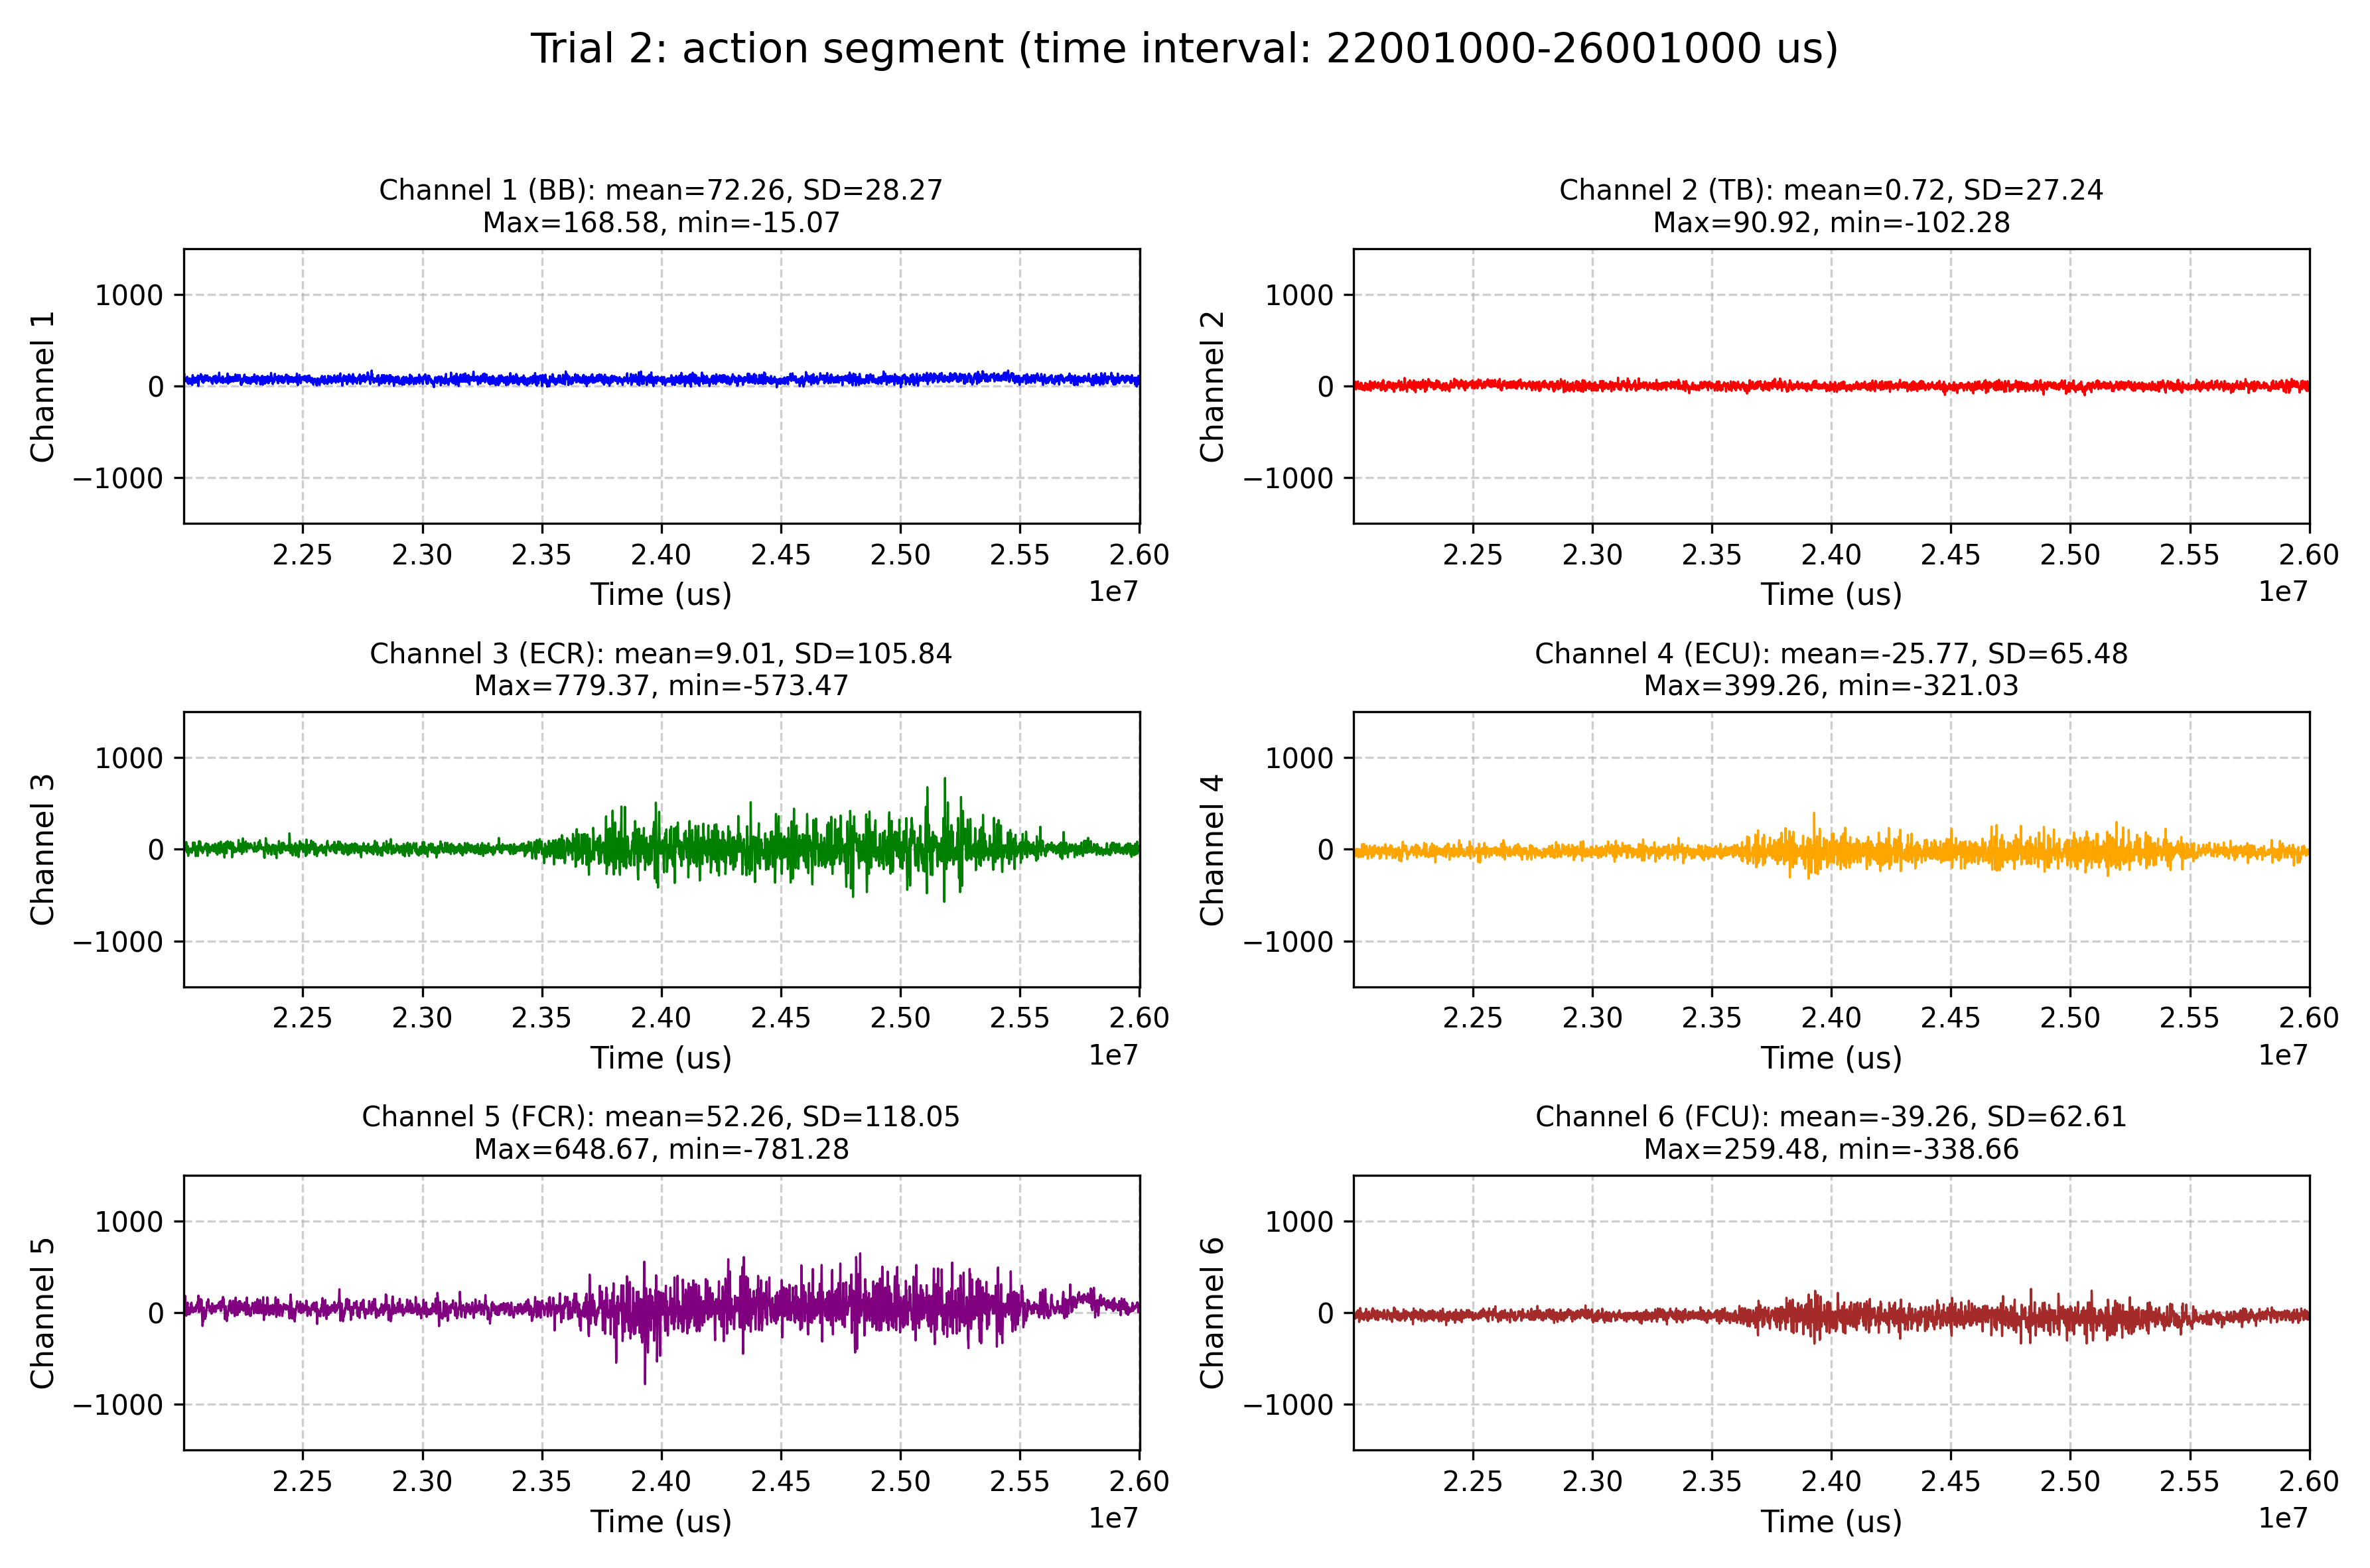 Trial 2: action segment (time interval: 22001000-26001000 us)
Channel 1 (BB): mean=72.26, SD=28.27
Max=168.58, min=-15.07
Channel 1
1000
0
−1000
2.25 2.30 2.35 2.40 2.45 2.50 2.55 2.60
Time (us)
1e7
Channel 2 (TB): mean=0.72, SD=27.24
Max=90.92, min=-102.28
Channel 2
1000
0
−1000
2.25 2.30 2.35 2.40 2.45 2.50 2.55 2.60
Time (us)
1e7
Channel 3 (ECR): mean=9.01, SD=105.84
Max=779.37, min=-573.47
Channel 3
1000
0
−1000
2.25 2.30 2.35 2.40 2.45 2.50 2.55 2.60
Time (us)
1e7
Channel 4 (ECU): mean=-25.77, SD=65.48
Max=399.26, min=-321.03
Channel 4
1000
0
−1000
2.25 2.30 2.35 2.40 2.45 2.50 2.55 2.60
Time (us)
1e7
Channel 5 (FCR): mean=52.26, SD=118.05
Max=648.67, min=-781.28
Channel 5
1000
0
−1000
2.25 2.30 2.35 2.40 2.45 2.50 2.55 2.60
Time (us)
1e7
Channel 6 (FCU): mean=-39.26, SD=62.61
Max=259.48, min=-338.66
Channel 6
1000
0
−1000
2.25 2.30 2.35 2.40 2.45 2.50 2.55 2.60
Time (us)
1e7